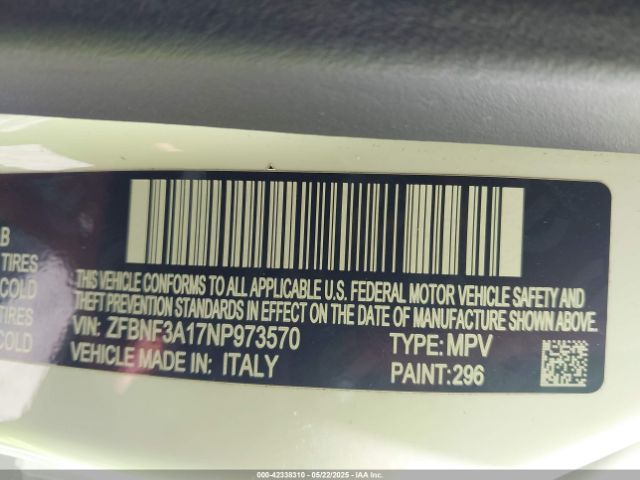 B
TIRES
COLD
TIRES
COLD
THIS VEHICLE CONFORMS TO ALL APPLICABLE U.S. FEDERAL MOTOR VEHICLE SAFETY AND
THEFT PREVENTION STANDARDS IN EFFECT ON THE DATE OF MANUFACTURE SHOWN ABOVE.
VIN: ZFBNF3A17NP973570 TYPE: MPV
VEHICLE MADE IN: ITALY PAINT: 296
00-42338310 - 05/22/2025 - IAA Inc.